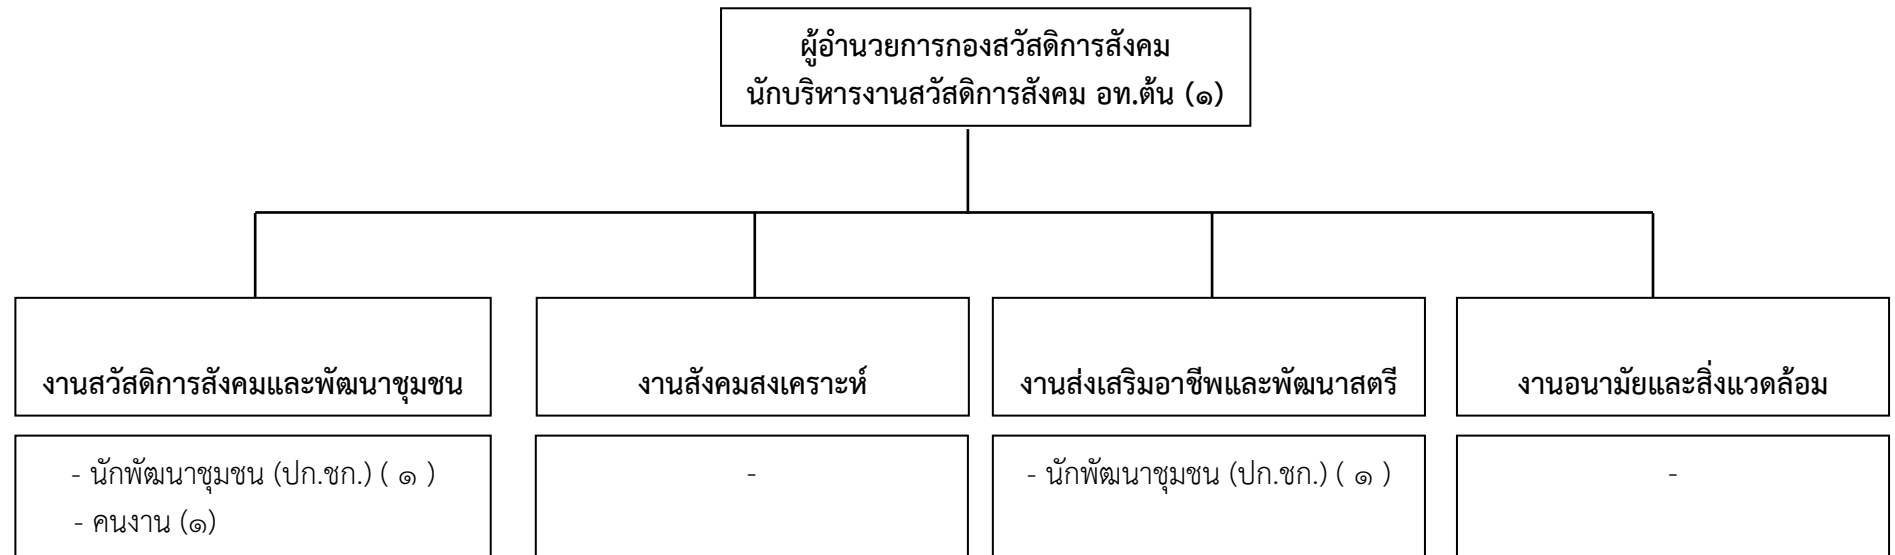 ผู้อำนวยการกองสวัสดิการสังคม
นักบริหารงานสวัสดิการสังคม อท.ต้น (๑)
งานสวัสดิการสังคมและพัฒนาชุมชน
งานสังคมสงเคราะห์
งานส่งเสริมอาชีพและพัฒนาสตรี
งานอนามัยและสิ่งแวดล้อม
- นักพัฒนาชุมชน (ปก.ชก.) ( ๑ )
- คนงาน (๑)
-
- นักพัฒนาชุมชน (ปก.ชก.) ( ๑ )
-